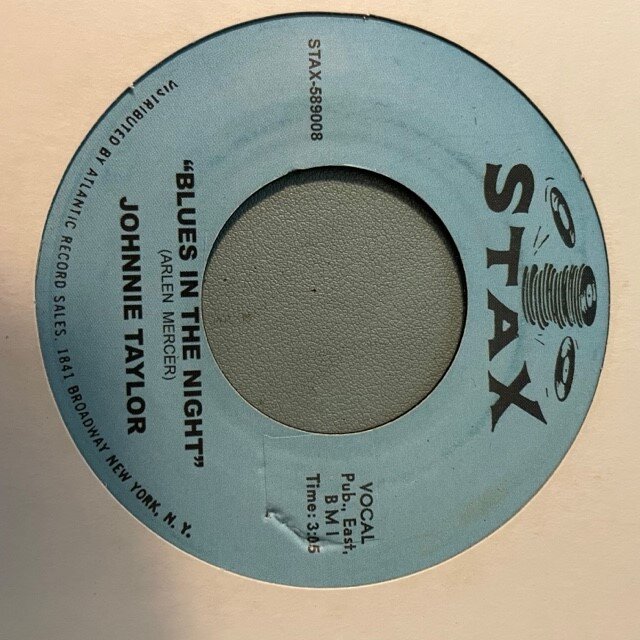 STAX
STAX-589008
VOCAL
Pub., East,
BMI
Time: 3:05
"BLUES IN THE NIGHT"
(ARLEN MERCER)
JOHNNIE TAYLOR
VISTRIBUTED BY ATLANTIC RECORD SALES, 1841 BROADWAY NEW YORK, N. Y.